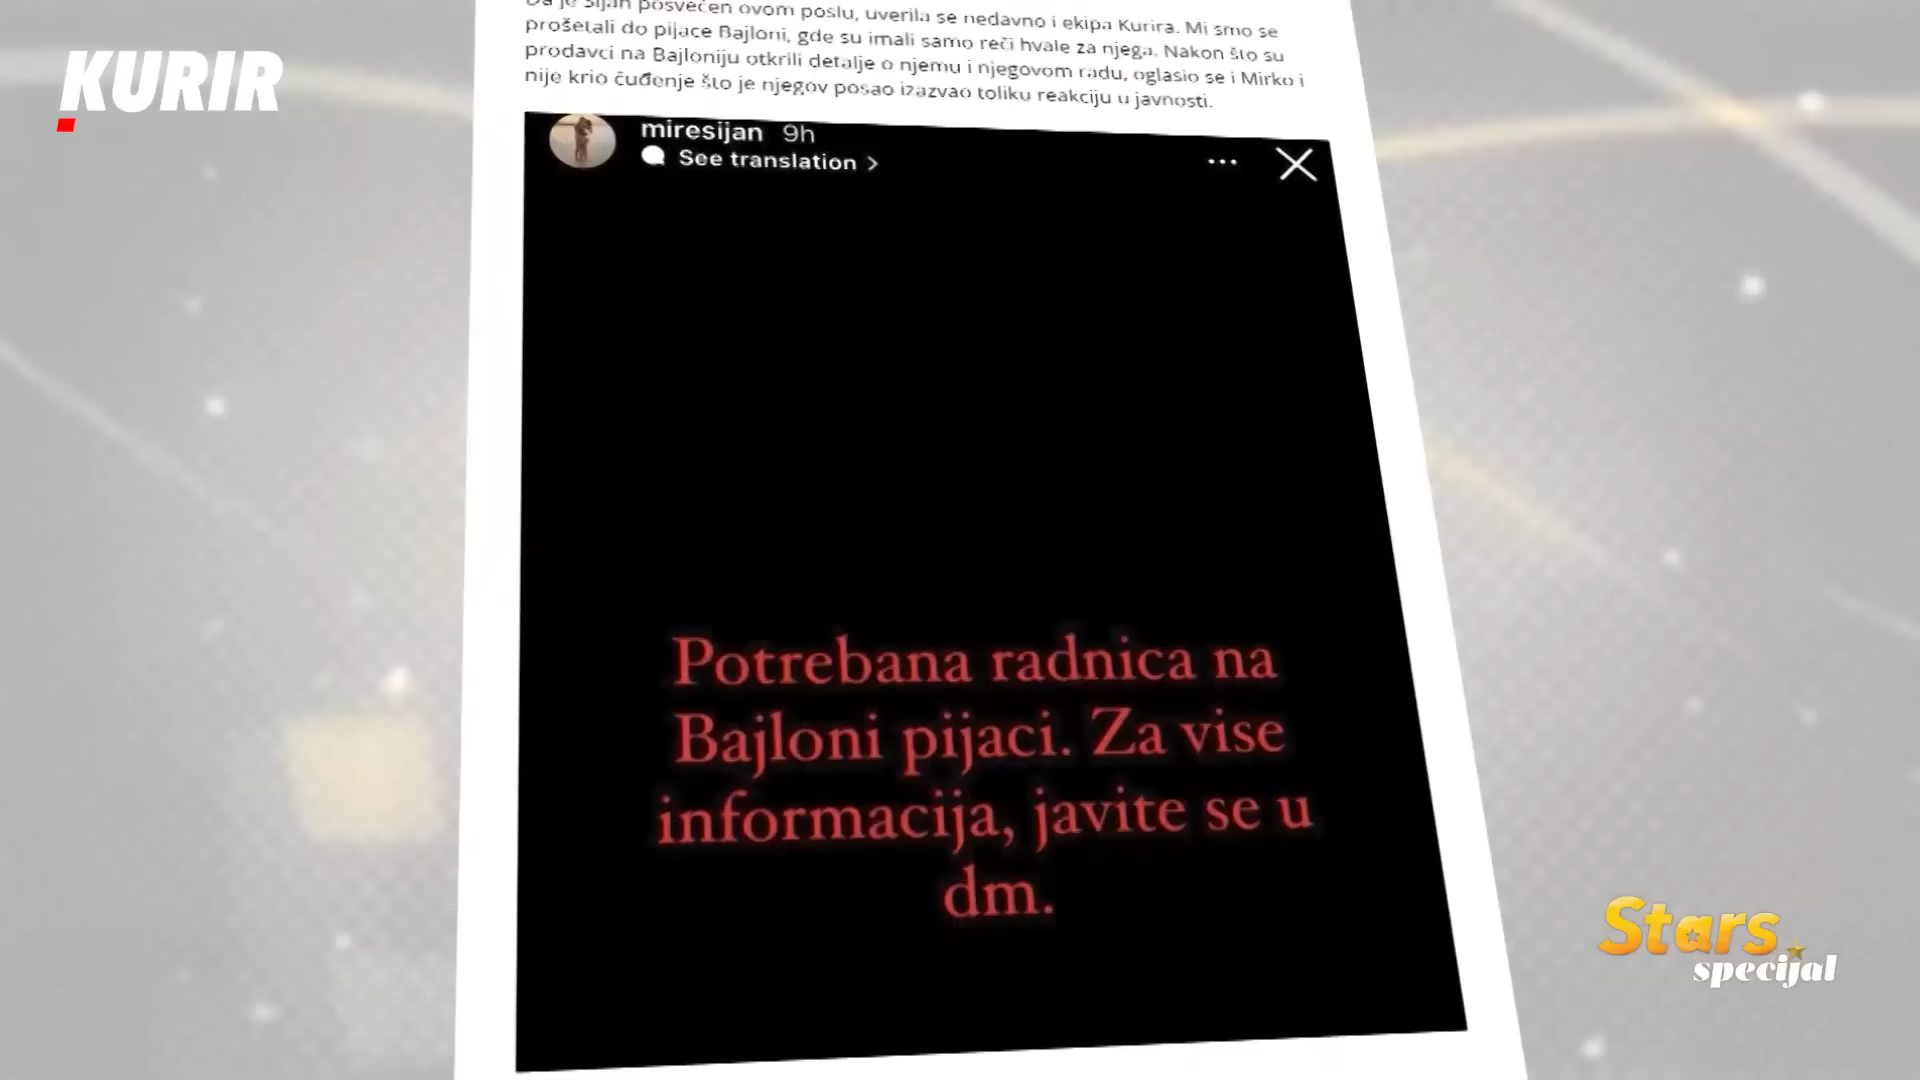 Da je Šijan posvećen ovom poslu, uverila se nedavno i ekipa Kurira. Mi smo se
prošetali do pijace Bajloni, gde su imali samo reči hvale za njega. Nakon što su
prodavci na Bajloniju otkrili detalje o njemu i njegovom radu, oglasio se i Mirko i
nije krio čuđenje što je njegov posao izazvao toliku reakciju u javnosti.
KURIR
miresijan 9h
See translation >
Potrebana radnica na
Bajloni pijaci. Za vise
informacija, javite se u
dm.
Stars
specijal